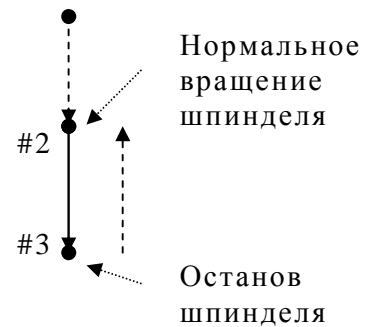 Нормальное
вращение
шпинделя
#2
#3
Останов
шпинделя